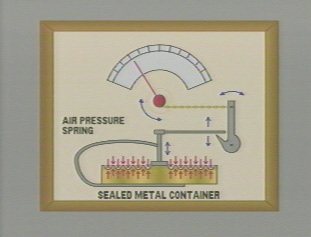 AIR PRESSURE
SPRING
SEALED METAL CONTAINER